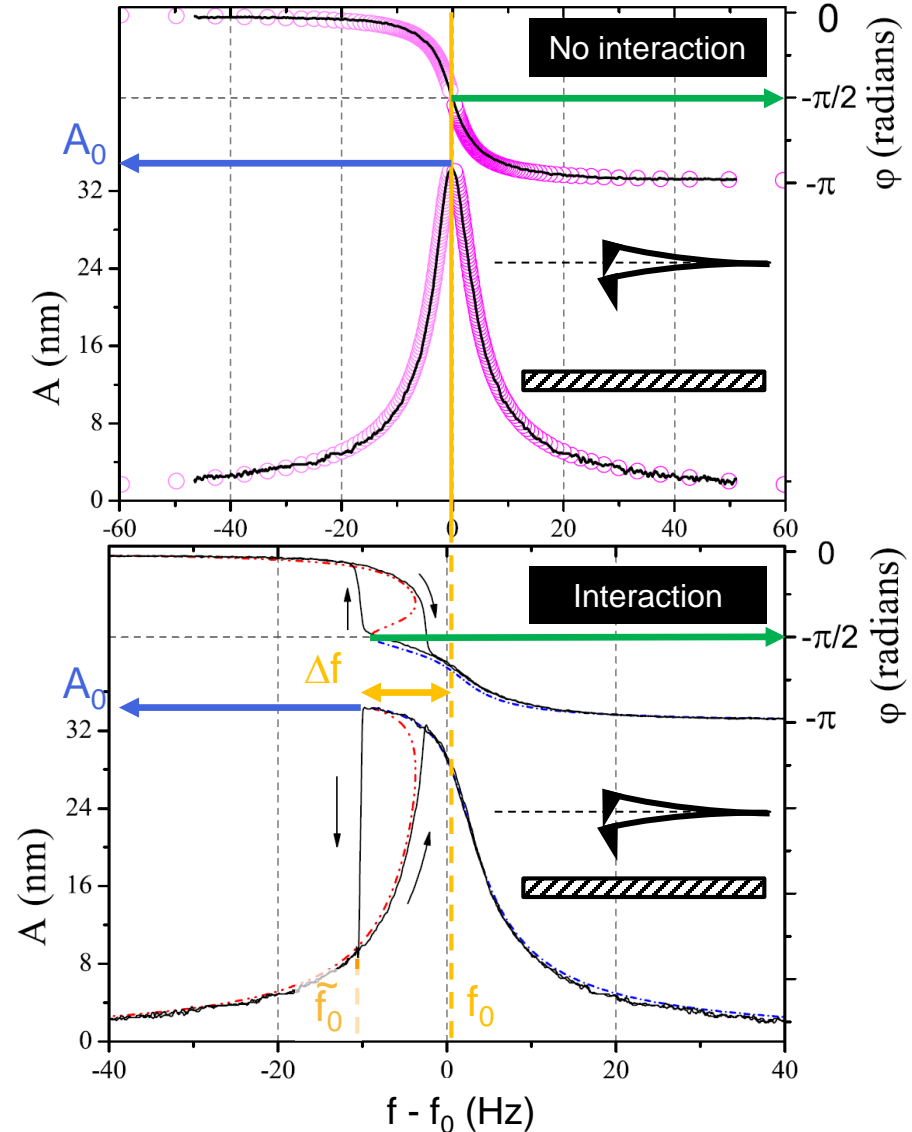 No interaction
0
-π/2
-π
φ (radians)
A₀
32
24
16
8
0
A (nm)
-60
-40
-20
0
20
40
60
Interaction
0
-π/2
-π
φ (radians)
Δf
A₀
32
24
16
8
0
A (nm)
f̃₀
f₀
-40
-20
0
20
40
f - f₀ (Hz)